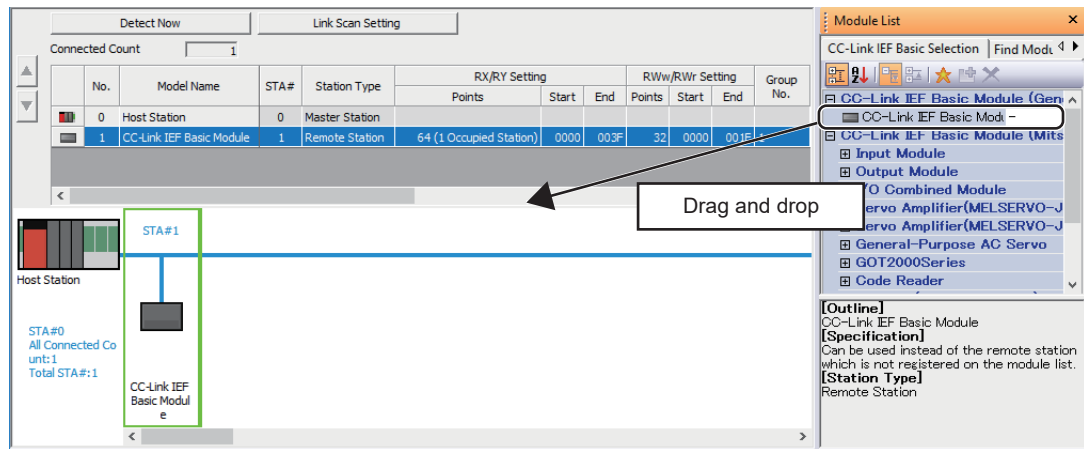 Detect Now
Link Scan Setting
Connected Count 1
No. Model Name STA# Station Type RX/RY Setting RWw/RWr Setting Group No.
Points Start End Points Start End
0 Host Station 0 Master Station
1 CC-Link IEF Basic Module 1 Remote Station 64 (1 Occupied Station) 0000 003F 32 0000 001F 1
Host Station
STA#0
All Connected Co
unt:1
Total STA#:1
STA#1
CC-Link IEF
Basic Modul
e
Drag and drop
Module List
CC-Link IEF Basic Selection Find Modu
CC-Link IEF Basic Module (Gen
CC-Link IEF Basic Modu
CC-Link IEF Basic Module (Mits
Input Module
Output Module
/O Combined Module
ervo Amplifier(MELSERVO-J
ervo Amplifier(MELSERVO-J
General-Purpose AC Servo
GOT2000Series
Code Reader
[Outline]
CC-Link IEF Basic Module
[Specification]
Can be used instead of the remote station
which is not registered on the module list.
[Station Type]
Remote Station